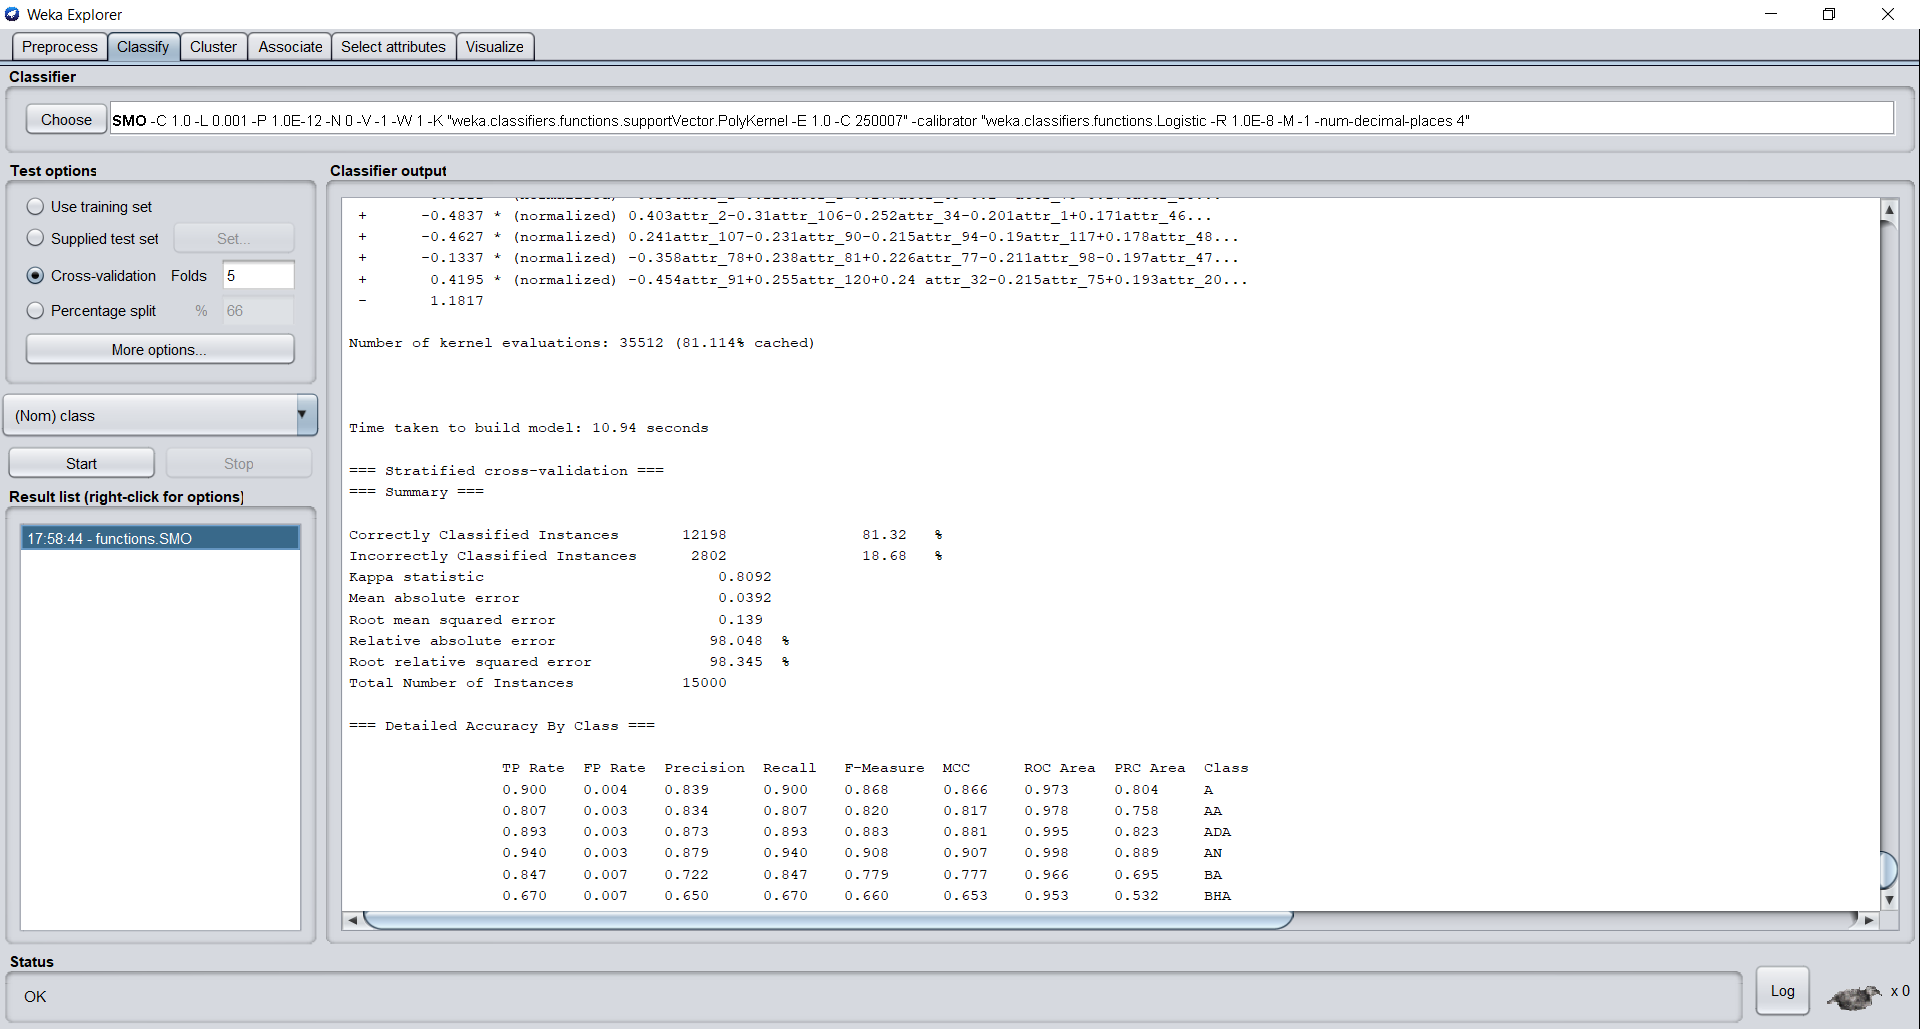 Weka Explorer
Preprocess Classify Cluster Associate Select attributes Visualize
Classifier
Choose SMO -C 1.0 -L 0.001 -P 1.0E-12 -N 0 -V -1 -W 1 -K "weka.classifiers.functions.supportVector.PolyKernel -E 1.0 -C 250007" -calibrator "weka.classifiers.functions.Logistic -R 1.0E-8 -M -1 -num-decimal-places 4"
Test options
Use training set
Supplied test set Set...
Cross-validation Folds 5
Percentage split % 66
More options...
(Nom) class
Start Stop
Result list (right-click for options)
17:58:44 - functions.SMO
Classifier output
+ -0.4837 * (normalized) 0.403attr_2-0.31attr_106-0.252attr_34-0.201attr_1+0.171attr_46...
+ -0.4627 * (normalized) 0.241attr_107-0.231attr_90-0.215attr_94-0.19attr_117+0.178attr_48...
+ -0.1337 * (normalized) -0.358attr_78+0.238attr_81+0.226attr_77-0.211attr_98-0.197attr_47...
+ 0.4195 * (normalized) -0.454attr_91+0.255attr_120+0.24 attr_32-0.215attr_75+0.193attr_20...
- 1.1817
Number of kernel evaluations: 35512 (81.114% cached)
Time taken to build model: 10.94 seconds
=== Stratified cross-validation ===
=== Summary ===
Correctly Classified Instances 12198 81.32 %
Incorrectly Classified Instances 2802 18.68 %
Kappa statistic 0.8092
Mean absolute error 0.0392
Root mean squared error 0.139
Relative absolute error 98.048 %
Root relative squared error 98.345 %
Total Number of Instances 15000
=== Detailed Accuracy By Class ===
TP Rate FP Rate Precision Recall F-Measure MCC ROC Area PRC Area Class
0.900 0.004 0.839 0.900 0.868 0.866 0.973 0.804 A
0.807 0.003 0.834 0.807 0.820 0.817 0.978 0.758 AA
0.893 0.003 0.873 0.893 0.883 0.881 0.995 0.823 ADA
0.940 0.003 0.879 0.940 0.908 0.907 0.998 0.889 AN
0.847 0.007 0.722 0.847 0.779 0.777 0.966 0.695 BA
0.670 0.007 0.650 0.670 0.660 0.653 0.953 0.532 BHA
Status
OK
Log x 0